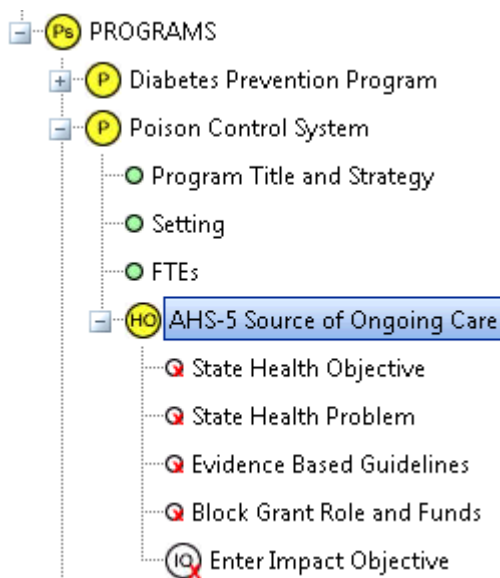 Ps PROGRAMS
P Diabetes Prevention Program
P Poison Control System
Program Title and Strategy
Setting
FTEs
HO AHS-5 Source of Ongoing Care
State Health Objective
State Health Problem
Evidence Based Guidelines
Block Grant Role and Funds
IO Enter Impact Objective